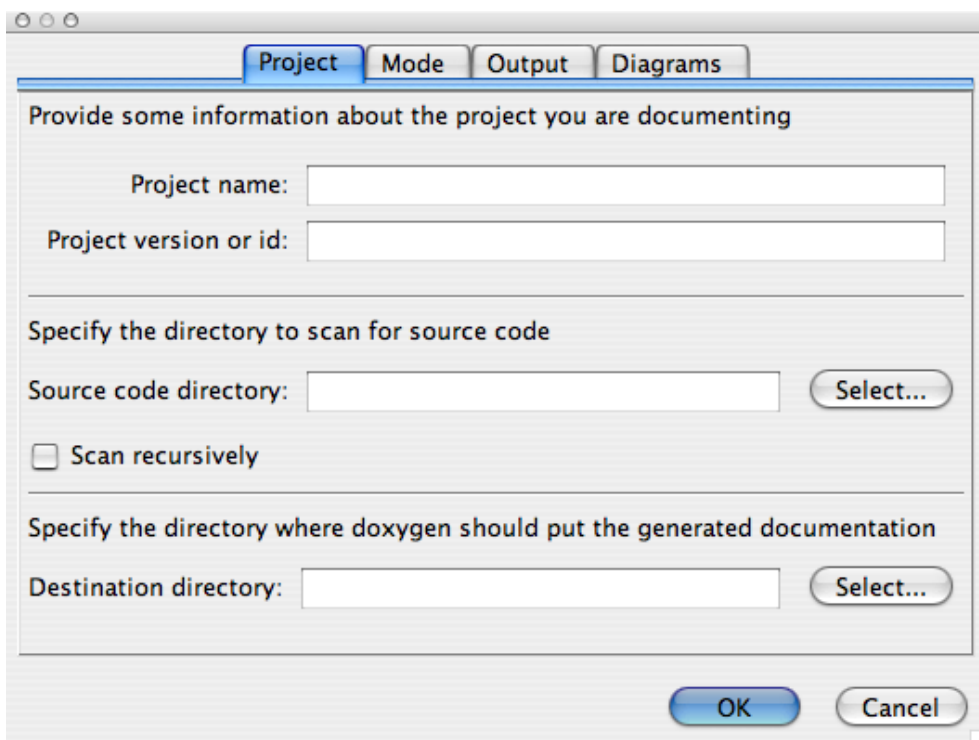 Project Mode Output Diagrams
Provide some information about the project you are documenting
Project name:
Project version or id:
Specify the directory to scan for source code
Source code directory: Select...
Scan recursively
Specify the directory where doxygen should put the generated documentation
Destination directory: Select...
OK Cancel